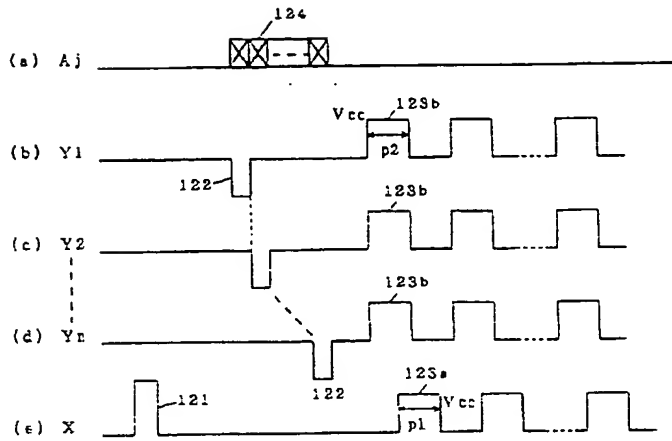 124
(a) Aj
Vcc 123b
(b) Y1
p2
122
123b
(c) Y2
123b
(d) Yn
122
123a
121
Vcc
(e) X
p1